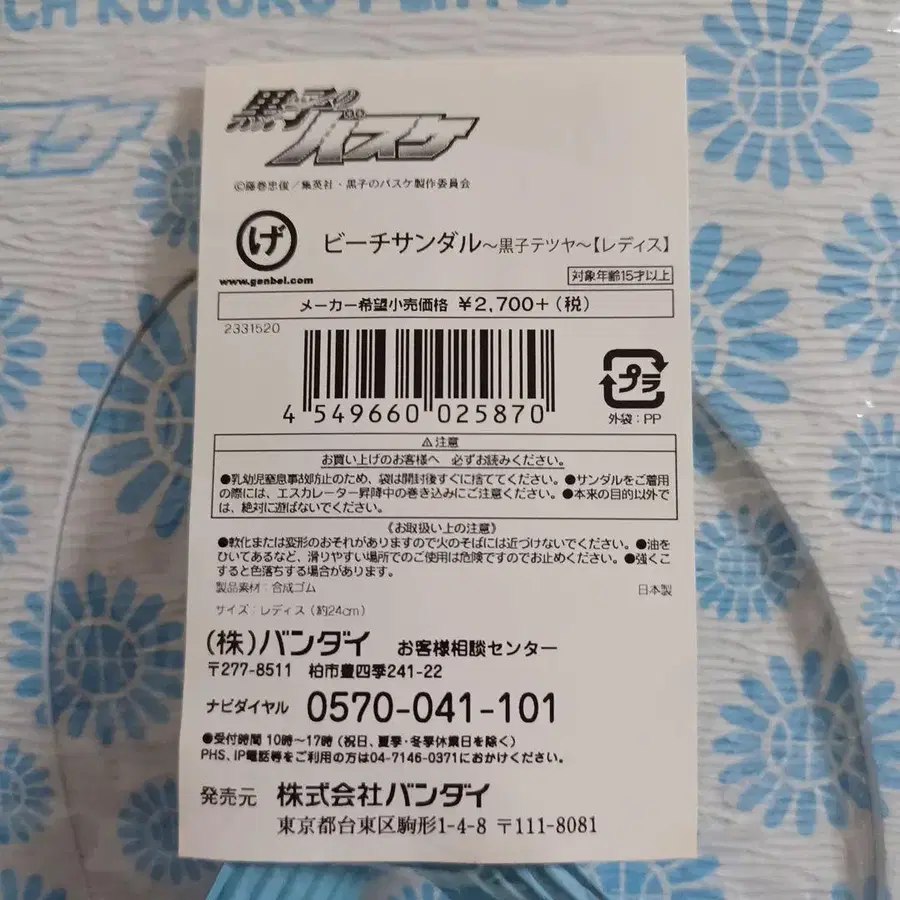 CH KUROKO
黒子の
バスケ
©藤巻忠俊／集英社・黒子のバスケ製作委員会
げ
ビーチサンダル～黒子テツヤ～【レディス】
www.genbei.com
対象年齢15才以上
メーカー希望小売価格 ￥2,700+(税)
2331520
4 549660 025870
プラ
外袋：PP
⚠注意
お買い上げのお客様へ 必ずお読みください。
●乳幼児窒息事故防止のため、袋は開封後すぐに捨ててください。●サンダルをご着用
の際には、エスカレーター昇降中の巻き込みにご注意ください。●本来の目的以外で
は、絶対に遊ばないでください。
《お取扱い上の注意》
●軟化または変形のおそれがありますので火のそばには近づけないでください。●油を
ひいてあるなど、滑りやすい場所でのご使用は危険ですのでお止めください。●強くこ
すると色落ちする場合があります。
製品素材：合成ゴム 日本製
サイズ：レディス（約24cm）
(株)バンダイ お客様相談センター
〒277-8511 柏市豊四季241-22
ナビダイヤル 0570-041-101
●受付時間 10時～17時 (祝日、夏季・冬季休業日を除く)
PHS、IP電話等をご利用の方は04-7146-0371におかけください。
発売元 株式会社バンダイ
東京都台東区駒形1-4-8 〒111-8081